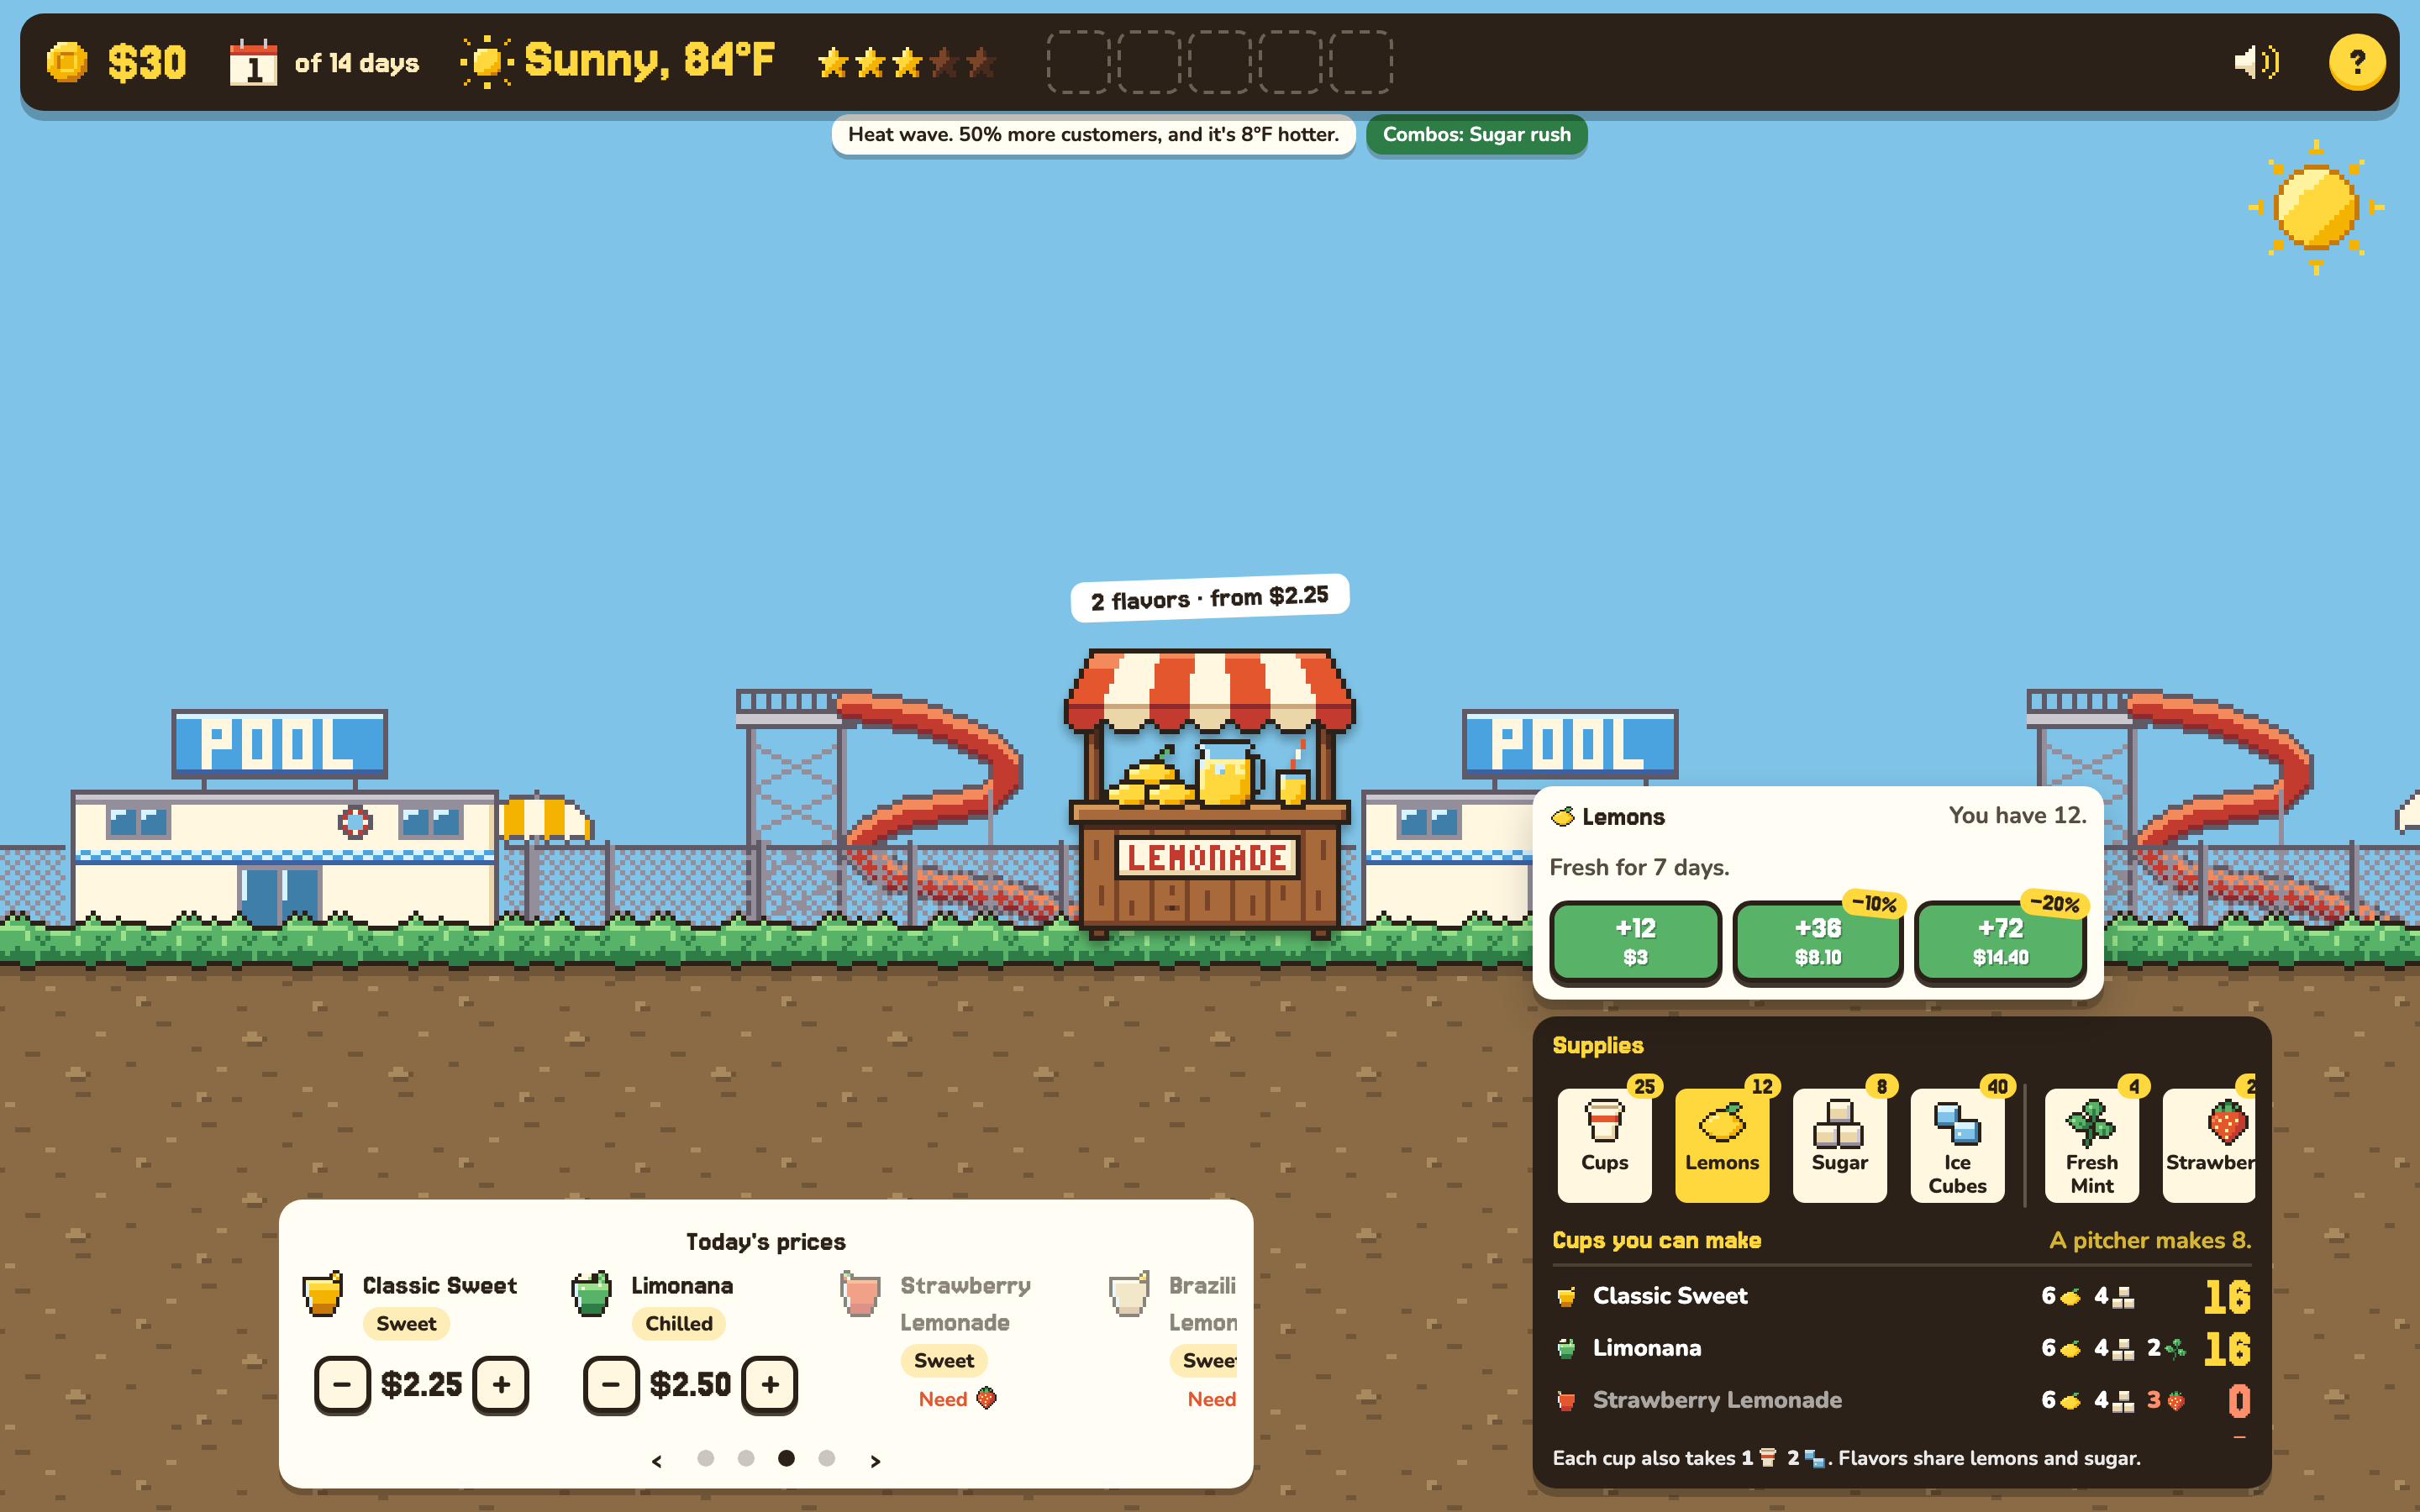 $30
1
of 14 days
Sunny, 84°F
?
Heat wave. 50% more customers, and it's 8°F hotter.
Combos: Sugar rush
2 flavors · from $2.25
POOL
POOL
LEMONADE
Lemons
You have 12.
Fresh for 7 days.
+12
$3
-10%
+36
$8.10
-20%
+72
$14.40
Supplies
25
Cups
12
Lemons
8
Sugar
40
Ice
Cubes
4
Fresh
Mint
2
Strawber
Cups you can make
A pitcher makes 8.
Classic Sweet
6 4
16
Limonana
6 4 2
16
Strawberry Lemonade
6 4 3
0
Each cup also takes 1 2 . Flavors share lemons and sugar.
Today's prices
Classic Sweet
Sweet
− $2.25 +
Limonana
Chilled
− $2.50 +
Strawberry
Lemonade
Sweet
Need
Brazili
Lemon
Sweet
Need
‹ ›